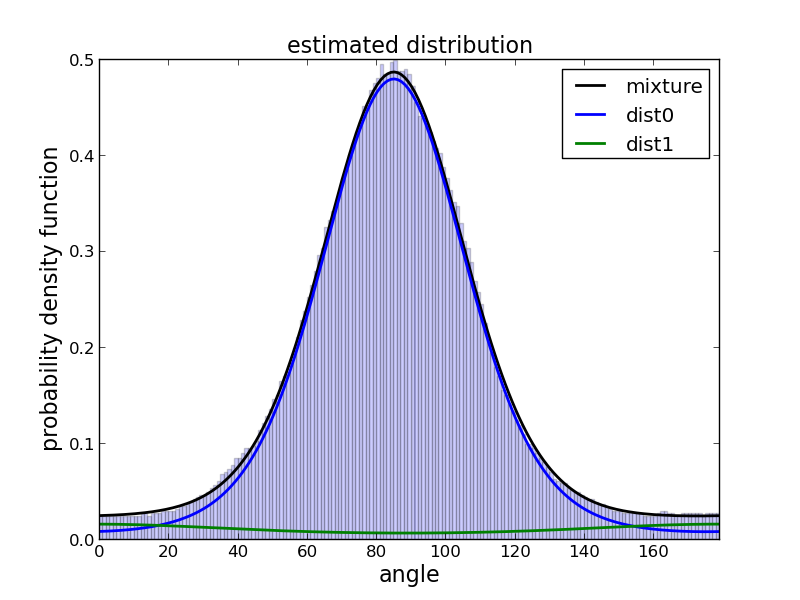 estimated distribution
probability density function
0.5
0.4
0.3
0.2
0.1
0.0
mixture
dist0
dist1
0 20 40 60 80 100 120 140 160
angle